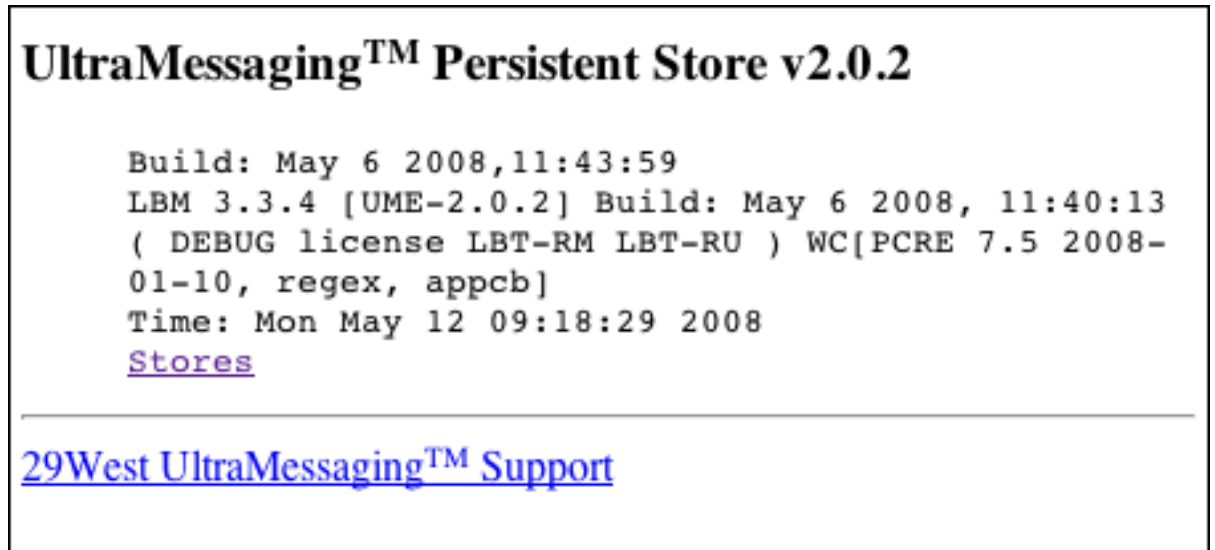 UltraMessaging™ Persistent Store v2.0.2
Build: May 6 2008,11:43:59
LBM 3.3.4 [UME-2.0.2] Build: May 6 2008, 11:40:13
( DEBUG license LBT-RM LBT-RU ) WC[PCRE 7.5 2008-
01-10, regex, appcb]
Time: Mon May 12 09:18:29 2008
Stores
29West UltraMessaging™ Support